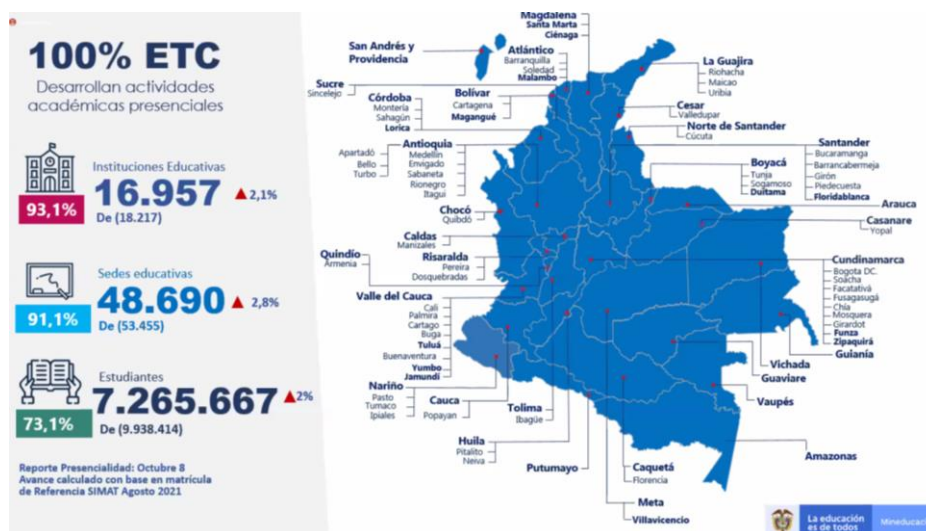 100% ETC
Desarrollan actividades
académicas presenciales
Instituciones Educativas
16.957
2,1%
93,1%
De (18.217)
Sedes educativas
48.690
2,8%
91,1%
De (53.455)
Estudiantes
7.265.667
2%
73,1%
De (9.938.414)
Reporte Presencialidad: Octubre 8
Avance calculado con base en matrícula
de Referencia SIMAT Agosto 2021
Magdalena
Santa Marta
Ciénaga
San Andrés y
Providencia
Atlántico
Barranquilla
Soledad
Malambo
La Guajira
Riohacha
Maicao
Uribia
Sucre
Sincelejo
Bolívar
Cartagena
Magangué
Córdoba
Montería
Sahagún
Lorica
Cesar
Valledupar
Norte de Santander
Cúcuta
Antioquia
Medellín
Envigado
Sabaneta
Rionegro
Itagui
Apartadó
Bello
Turbo
Santander
Bucaramanga
Barrancabermeja
Girón
Piedecuesta
Floridablanca
Boyacá
Tunja
Sogamoso
Duitama
Arauca
Chocó
Quibdó
Casanare
Yopal
Caldas
Manizales
Quindío
Armenia
Risaralda
Pereira
Dosquebradas
Cundinamarca
Bogota DC.
Soacha
Facatativá
Fusagasugá
Chía
Mosquera
Girardot
Funza
Zipaquirá
Valle del Cauca
Cali
Palmira
Cartago
Buga
Tuluá
Buenaventura
Yumbo
Jamundí
Guianía
Vichada
Guaviare
Vaupés
Nariño
Pasto
Tumaco
Ipiales
Cauca
Popayan
Tolima
Ibagüe
Huila
Pitalito
Neiva
Putumayo
Caquetá
Florencia
Amazonas
Meta
Villavicencio
La educación
es de todos
Mineducaci